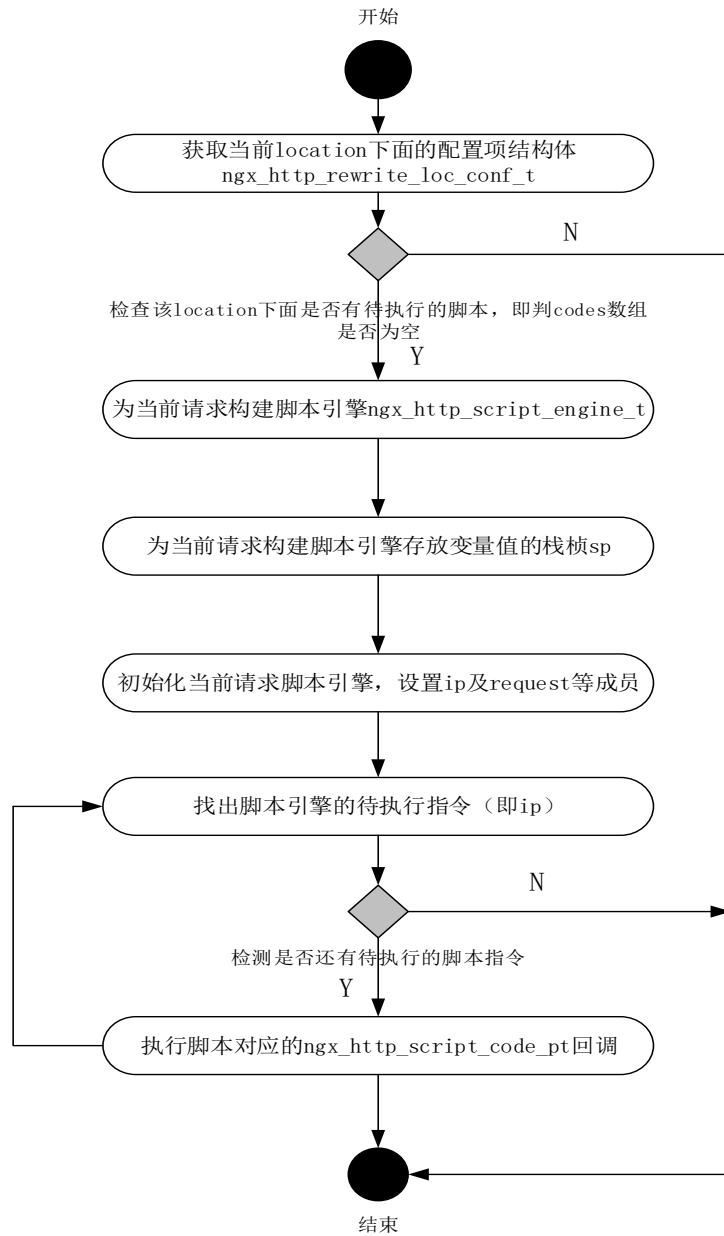 开始
获取当前location下面的配置项结构体
ngx_http_rewrite_loc_conf_t
N
检查该location下面是否有待执行的脚本，即判codes数组
是否为空
Y
为当前请求构建脚本引擎ngx_http_script_engine_t
为当前请求构建脚本引擎存放变量值的栈桢sp
初始化当前请求脚本引擎，设置ip及request等成员
找出脚本引擎的待执行指令（即ip）
N
检测是否还有待执行的脚本指令
Y
执行脚本对应的ngx_http_script_code_pt回调
结束